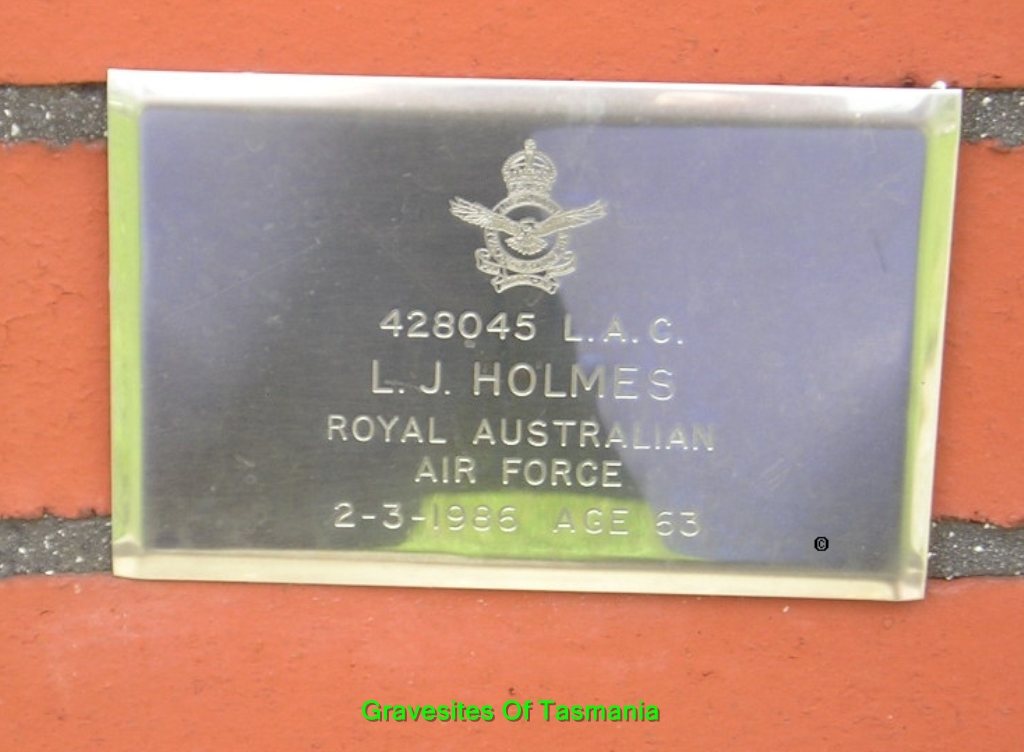 428045 L.A.C.
L.J. HOLMES
ROYAL AUSTRALIAN
AIR FORCE
2-3-1986 AGE 63
©
Gravesites Of Tasmania